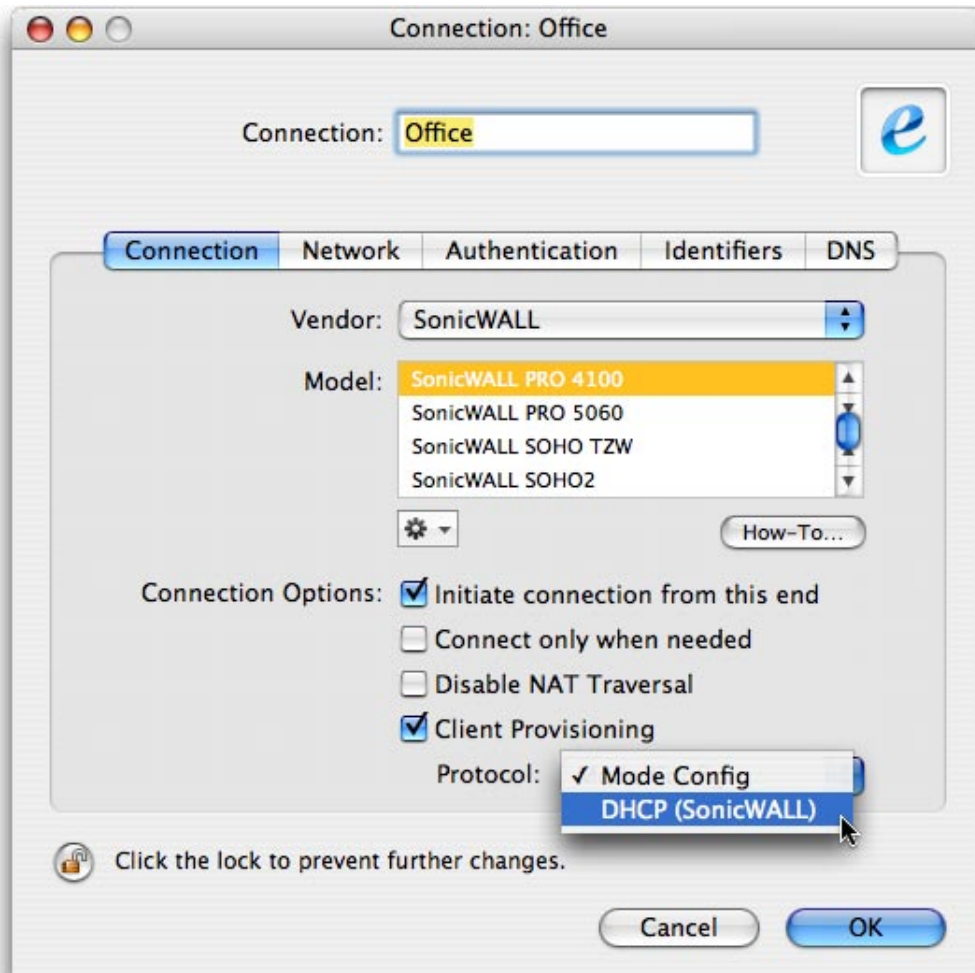 Connection: Office
Connection: Office
Connection Network Authentication Identifiers DNS
Vendor: SonicWALL
Model: SonicWALL PRO 4100
SonicWALL PRO 5060
SonicWALL SOHO TZW
SonicWALL SOHO2
How-To...
Connection Options: Initiate connection from this end
Connect only when needed
Disable NAT Traversal
Client Provisioning
Protocol: ✓ Mode Config
DHCP (SonicWALL)
Click the lock to prevent further changes.
Cancel OK